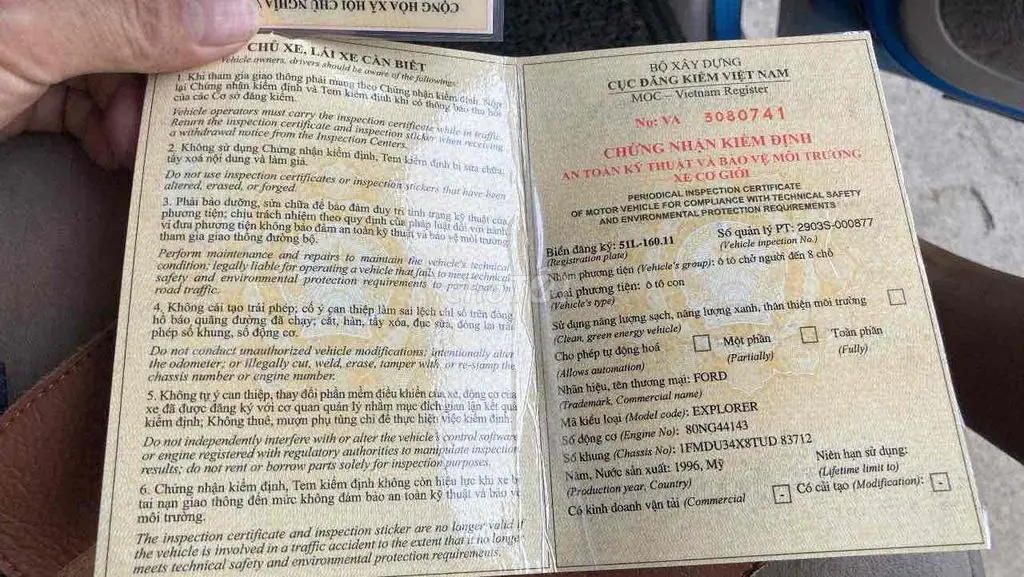 CỘNG HÒA XÃ HỘI CHỦ NGHĨA
CHỦ XE, LÁI XE CẦN BIẾT
Vehicle owners, drivers should be aware of the followings:
1. Khi tham gia giao thông phải mang theo Chứng nhận kiểm định. Nộp
lại Chứng nhận kiểm định và Tem kiểm định khi có thông báo thu hồi
của các Cơ sở đăng kiểm.
Vehicle operators must carry the inspection certificate while in traffic.
Return the inspection certificate and inspection sticker when receiving
a withdrawal notice from the Inspection Centers.
2. Không sử dụng Chứng nhận kiểm định, Tem kiểm định bị sửa chữa,
tẩy xoá nội dung và làm giả.
Do not use inspection certificates or inspection stickers that have been
altered, erased, or forged.
3. Phải bảo dưỡng, sửa chữa để bảo đảm duy trì tình trạng kỹ thuật của
phương tiện; chịu trách nhiệm theo quy định của pháp luật đối với hành
vi đưa phương tiện không bảo đảm an toàn kỹ thuật và bảo vệ môi trường
tham gia giao thông đường bộ.
Perform maintenance and repairs to maintain the vehicle's technical
condition; legally liable for operating a vehicle that fails to meet technical
safety and environmental protection requirements to participate in
road traffic.
4. Không cải tạo trái phép; cố ý can thiệp làm sai lệch chỉ số trên đồng
hồ báo quãng đường đã chạy; cắt, hàn, tẩy xóa, đục sửa, đóng lại trái
phép số khung, số động cơ.
Do not conduct unauthorized vehicle modifications; intentionally alter
the odometer; or illegally cut, weld, erase, tamper with, or re-stamp the
chassis number or engine number.
5. Không tự ý can thiệp, thay đổi phần mềm điều khiển của xe, động cơ của
xe đã được đăng ký với cơ quan quản lý nhằm mục đích gian lận kết quả
kiểm định; Không thuê, mượn phụ tùng chỉ để thực hiện việc kiểm định.
Do not independently interfere with or alter the vehicle's control software
or engine registered with regulatory authorities to manipulate inspection
results; do not rent or borrow parts solely for inspection purposes.
6. Chứng nhận kiểm định, Tem kiểm định không còn hiệu lực khi xe bị
tai nạn giao thông đến mức không đảm bảo an toàn kỹ thuật và bảo vệ
môi trường.
The inspection certificate and inspection sticker are no longer valid if
the vehicle is involved in a traffic accident to the extent that it no longer
meets technical safety and environmental protection requirements.
BỘ XÂY DỰNG
CỤC ĐĂNG KIỂM VIỆT NAM
MOC – Vietnam Register
No: VA 3080741
CHỨNG NHẬN KIỂM ĐỊNH
AN TOÀN KỸ THUẬT VÀ BẢO VỆ MÔI TRƯỜNG
XE CƠ GIỚI
PERIODICAL INSPECTION CERTIFICATE
OF MOTOR VEHICLE FOR COMPLIANCE WITH TECHNICAL SAFETY
AND ENVIRONMENTAL PROTECTION REQUIREMENTS
Biển đăng ký: 51L-160.11 Số quản lý PT: 2903S-000877
(Registration plate) (Vehicle inpection No.)
Nhóm phương tiện (Vehicle's group): ô tô chở người đến 8 chỗ
Loại phương tiện: ô tô con
(Vehicle's type)
Sử dụng năng lượng sạch, năng lượng xanh, thân thiện môi trường
(Clean, green energy vehicle)
Cho phép tự động hoá Một phần Toàn phần
(Allows automation) (Partially) (Fully)
Nhãn hiệu, tên thương mại: FORD
(Trademark, Commercial name)
Mã kiểu loại (Model code): EXPLORER
Số động cơ (Engine No): 80NG44143
Số khung (Chassis No): 1FMDU34X8TUD 83712
Năm, Nước sản xuất: 1996, Mỹ Niên hạn sử dụng:
(Production year, Country) (Lifetime limit to)
Có kinh doanh vận tải (Commercial - Có cải tạo (Modification): -